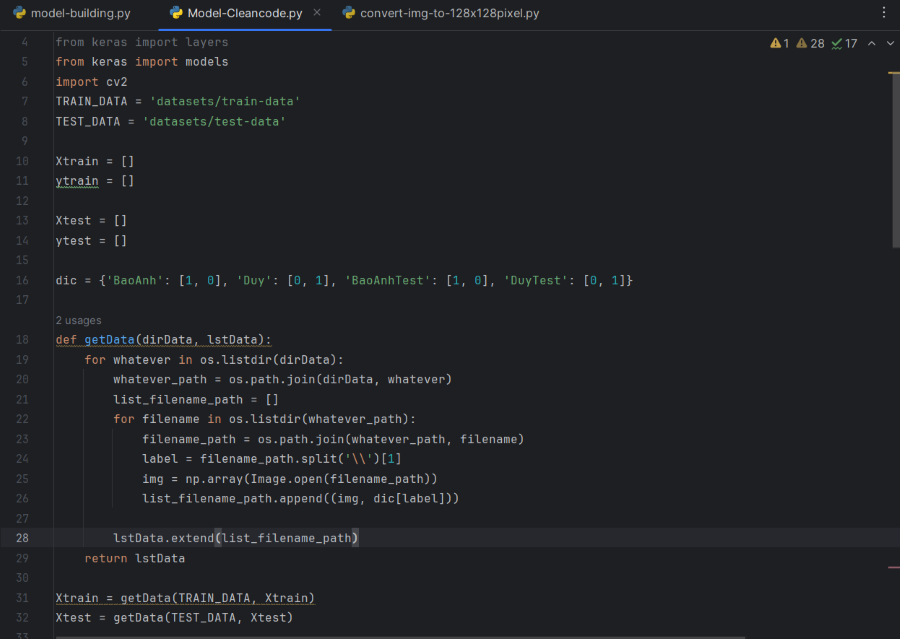 model-building.py Model-Cleancode.py convert-img-to-128x128pixel.py
1 28 17
4 from keras import layers
5 from keras import models
6 import cv2
7 TRAIN_DATA = 'datasets/train-data'
8 TEST_DATA = 'datasets/test-data'
9
10 Xtrain = []
11 ytrain = []
12
13 Xtest = []
14 ytest = []
15
16 dic = {'BaoAnh': [1, 0], 'Duy': [0, 1], 'BaoAnhTest': [1, 0], 'DuyTest': [0, 1]}
17
2 usages
18 def getData(dirData, lstData):
19 for whatever in os.listdir(dirData):
20 whatever_path = os.path.join(dirData, whatever)
21 list_filename_path = []
22 for filename in os.listdir(whatever_path):
23 filename_path = os.path.join(whatever_path, filename)
24 label = filename_path.split('\\')[1]
25 img = np.array(Image.open(filename_path))
26 list_filename_path.append((img, dic[label]))
27
28 lstData.extend(list_filename_path)
29 return lstData
30
31 Xtrain = getData(TRAIN_DATA, Xtrain)
32 Xtest = getData(TEST_DATA, Xtest)
33